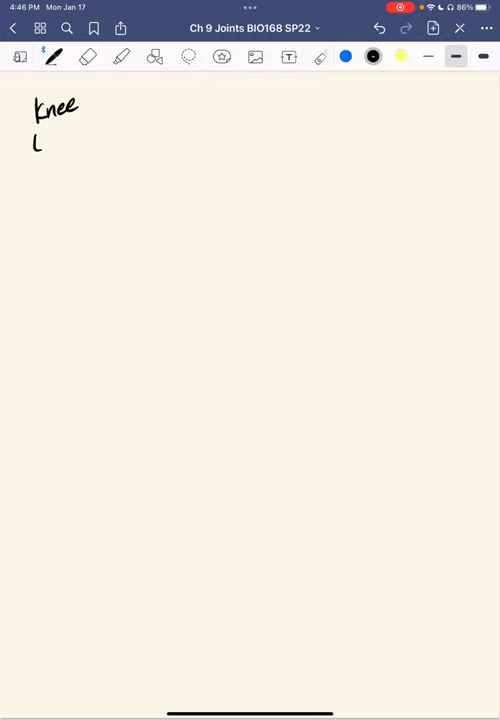 4:46 PM Mon Jan 17
86%
Ch 9 Joints BIO168 SP22
T
Knee
L